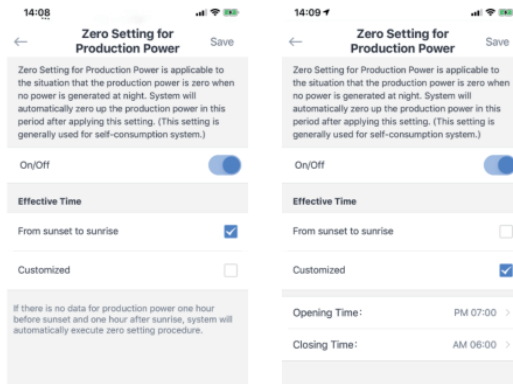 14:08
Zero Setting for
Production Power
Save
Zero Setting for Production Power is applicable to
the situation that the production power is zero when
no power is generated at night. System will
automatically zero up the production power in this
period after applying this setting. (This setting is
generally used for self-consumption system.)
On/Off
Effective Time
From sunset to sunrise
Customized
If there is no data for production power one hour
before sunset and one hour after sunrise, system will
automatically execute zero setting procedure.
14:09
Zero Setting for
Production Power
Save
Zero Setting for Production Power is applicable to
the situation that the production power is zero when
no power is generated at night. System will
automatically zero up the production power in this
period after applying this setting. (This setting is
generally used for self-consumption system.)
On/Off
Effective Time
From sunset to sunrise
Customized
Opening Time: PM 07:00
Closing Time: AM 06:00